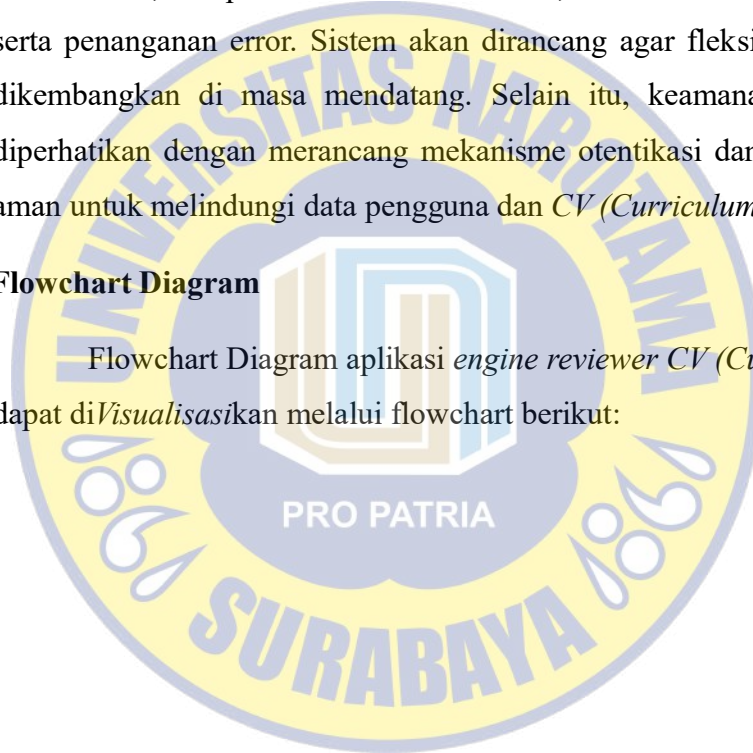 serta penanganan error. Sistem akan dirancang agar fleksi
dikembangkan di masa mendatang. Selain itu, keamana
diperhatikan dengan merancang mekanisme otentikasi dan
aman untuk melindungi data pengguna dan CV (Curriculum
Flowchart Diagram
Flowchart Diagram aplikasi engine reviewer CV (Cu
dapat diVisualisasikan melalui flowchart berikut:
UNIVERSITAS NAROTAMA
PRO PATRIA
SURABAYA